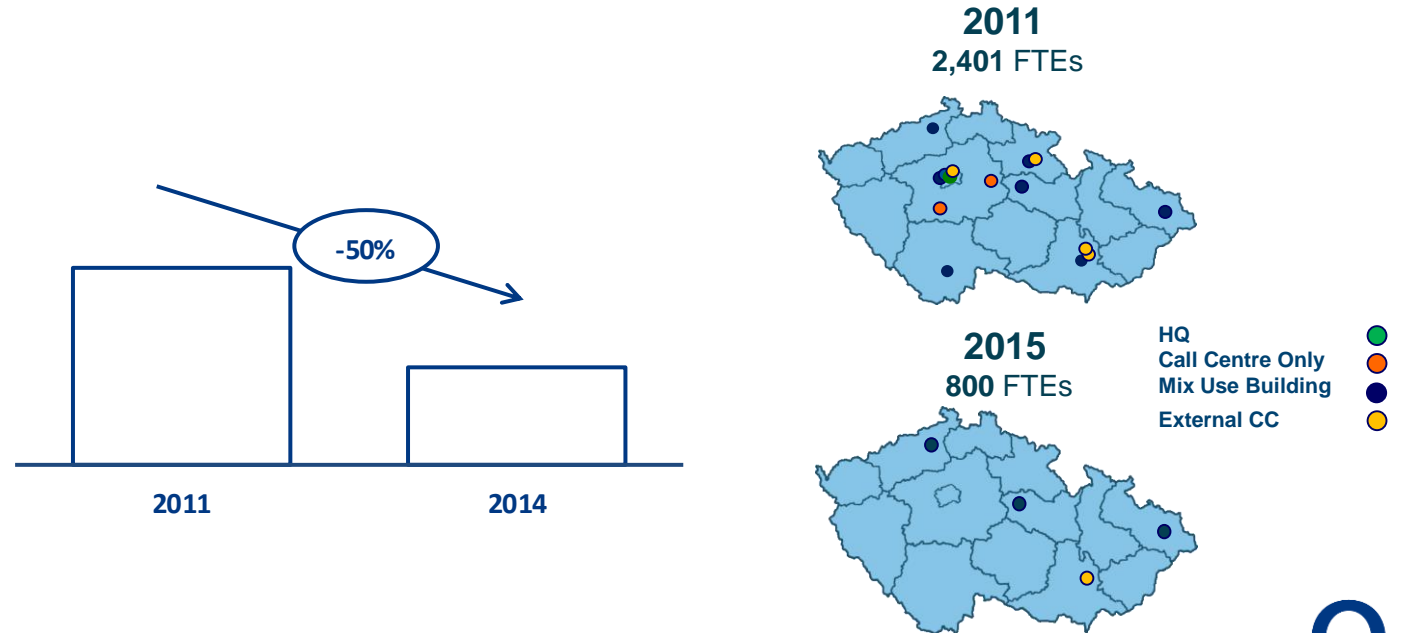 -50%
2011
2014
2011
2,401 FTEs
2015
800 FTEs
HQ
Call Centre Only
Mix Use Building
External CC